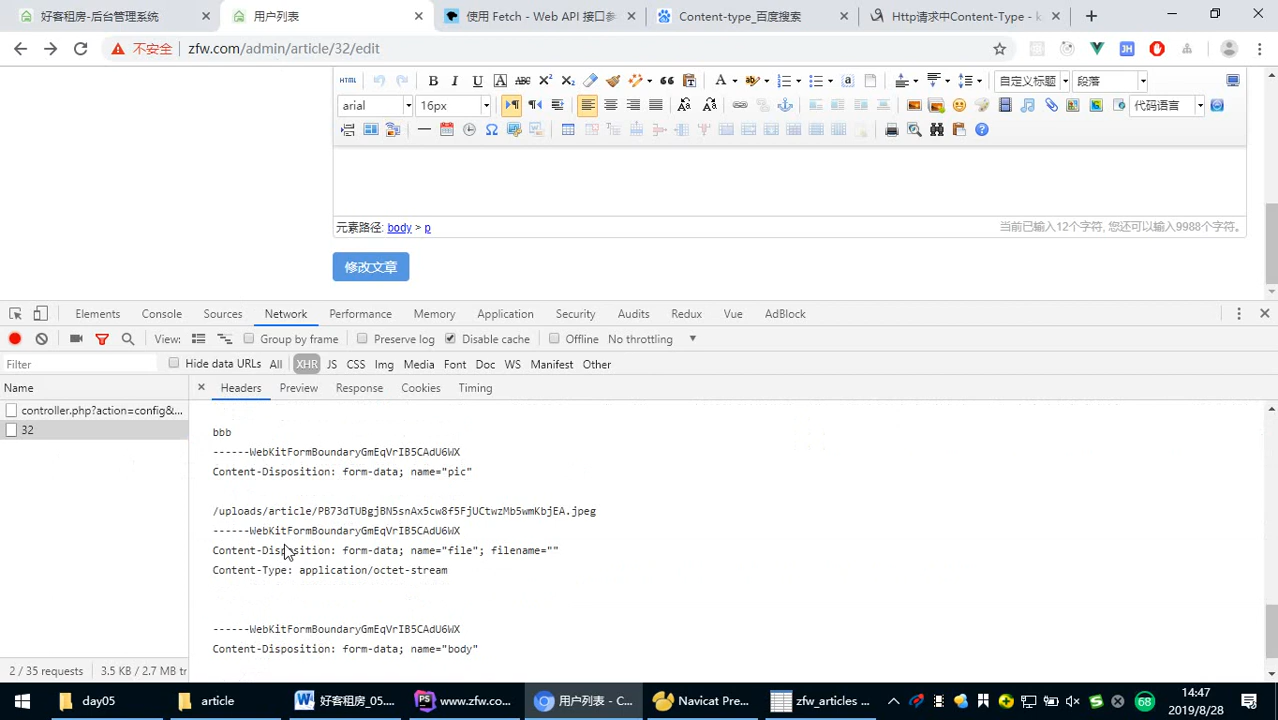 好客租房-后台管理系统
用户列表
使用 Fetch - Web API 接口参
Content-type_百度搜索
Http请求中Content-Type - k
不安全
zfw.com/admin/article/32/edit
HTML
自定义标题
段落
arial
16px
代码语言
元素路径: body > p
当前已输入12个字符, 您还可以输入9988个字符。
修改文章
Elements Console Sources Network Performance Memory Application Security Audits Redux Vue AdBlock
View: Group by frame Preserve log Disable cache Offline No throttling
Filter Hide data URLs All XHR JS CSS Img Media Font Doc WS Manifest Other
Name
Headers Preview Response Cookies Timing
controller.php?action=config&...
32
bbb
------WebKitFormBoundaryGmEqVrIB5CAdU6WX
Content-Disposition: form-data; name="pic"
/uploads/article/PB73dTUBgjBN5snAx5cw8f5FjUCtwzMb5wmKbjEA.jpeg
------WebKitFormBoundaryGmEqVrIB5CAdU6WX
Content-Disposition: form-data; name="file"; filename=""
Content-Type: application/octet-stream
------WebKitFormBoundaryGmEqVrIB5CAdU6WX
Content-Disposition: form-data; name="body"
2 / 35 requests
3.5 KB / 2.7 MB tr
day05
article
好客租房_05....
www.zfw.co...
用户列表 - C...
Navicat Pre...
zfw_articles ...
68
14:47
2019/8/28